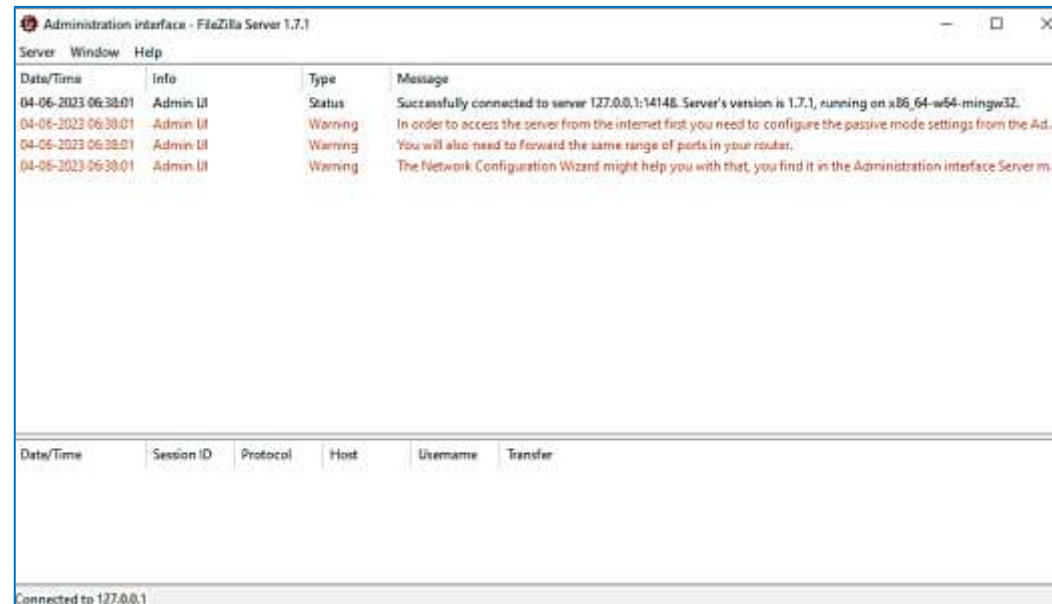 Administration interface - FileZilla Server 1.7.1
Server Window Help
Date/Time Info Type Message
04-06-2023 06:38:01 Admin UI Status Successfully connected to server 127.0.0.1:14148. Server's version is 1.7.1, running on x86_64-w64-mingw32.
04-06-2023 06:38:01 Admin UI Warning In order to access the server from the internet first you need to configure the passive mode settings from the Ad...
04-06-2023 06:38:01 Admin UI Warning You will also need to forward the same range of ports in your router.
04-06-2023 06:38:01 Admin UI Warning The Network Configuration Wizard might help you with that, you find it in the Administration interface Server m...
Date/Time Session ID Protocol Host Username Transfer
Connected to 127.0.0.1